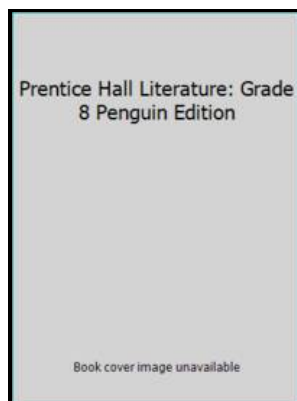 Prentice Hall Literature: Grade
8 Penguin Edition
Book cover image unavailable